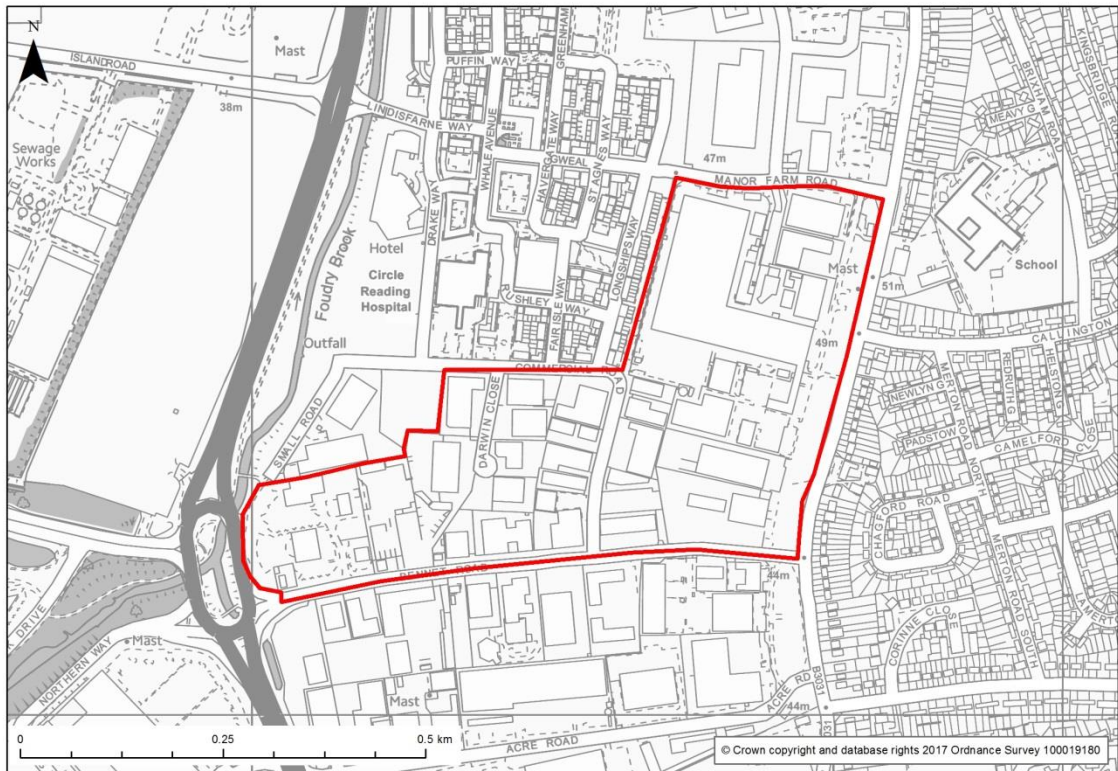 N
ISLANDROAD
Mast
38m
LINDISFARNE WAY
Sewage
Works
PUFFIN WAY
WHALE AVENUE
HAVERGATE WAY
GREENHAM
GWEAL
ST AGNES WAY
DRAKE WA
LONGSHIPS WAY
RUSHLEY WAY
FAIR ISLE WAY
Hotel
Foudry Brook
Circle
Reading
Hospital
Outfall
47m
MANOR FARM ROAD
Mast
51m
49m
School
MEAVY G
BRIXHAM ROAD
KINGSBRIDGE
CALLINGTON
COMMERCIAL ROAD
SMALL ROAD
DARWIN CLOSE
NEWLYN G
REDRUTH G
HELSTON G
PADSTOW
MERTON ROAD NORTH
CAMELFORD
CLOSE
CHAGFORD ROAD
MERTON ROAD SOUTH
CORINNE CLOSE
BENNET ROAD
44m
DRIVE
NORTHERN WAY
Mast
Mast
ACRE RD
B3031
44m
ACRE ROAD
0 0.25 0.5 km
© Crown copyright and database rights 2017 Ordnance Survey 100019180